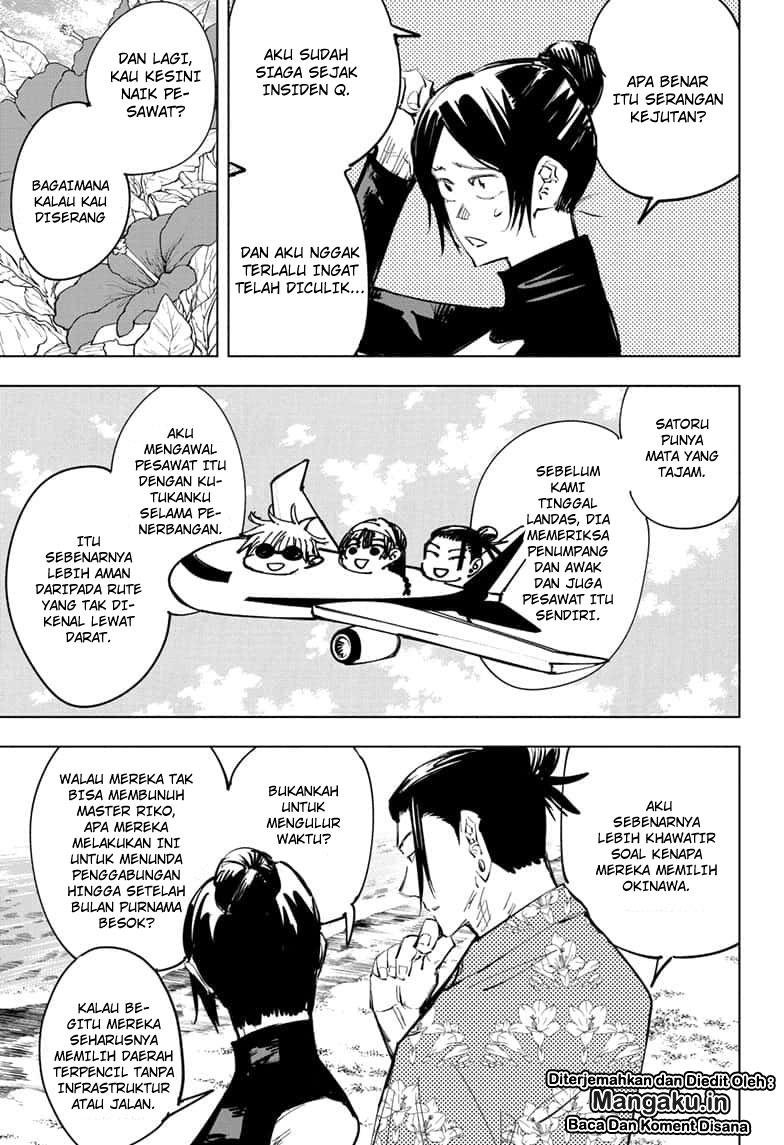 APA BENAR
ITU SERANGAN
KEJUTAN?
AKU SUDAH
SIAGA SEJAK
INSIDEN Q.
DAN AKU NGGAK
TERLALU INGAT
TELAH DICULIK...
DAN LAGI,
KAU KESINI
NAIK PE-
SAWAT?
BAGAIMANA
KALAU KAU
DISERANG
SATORU
PUNYA
MATA YANG
TAJAM.
SEBELUM
KAMI
TINGGAL
LANDAS, DIA
MEMERIKSA
PENUMPANG
DAN AWAK
DAN JUGA
PESAWAT ITU
SENDIRI.
AKU
MENGAWAL
PESAWAT ITU
DENGAN KU-
TUKANKU
SELAMA PE-
NERBANGAN.
ITU
SEBENARNYA
LEBIH AMAN
DARIPADA RUTE
YANG TAK DI-
KENAL LEWAT
DARAT.
AKU
SEBENARNYA
LEBIH KHAWATIR
SOAL KENAPA
MEREKA MEMILIH
OKINAWA.
BUKANKAH
UNTUK
MENGULUR
WAKTU?
WALAU MEREKA TAK
BISA MEMBUNUH
MASTER RIKO,
APA MEREKA
MELAKUKAN INI
UNTUK MENUNDA
PENGGABUNGAN
HINGGA SETELAH
BULAN PURNAMA
BESOK?
KALAU BE-
GITU MEREKA
SEHARUSNYA
MEMILIH DAERAH
TERPENCIL TANPA
INFRASTRUKTUR
ATAU JALAN.
Diterjemahkan dan Diedit Oleh:
Mangaku.in
Baca Dan Koment Disana